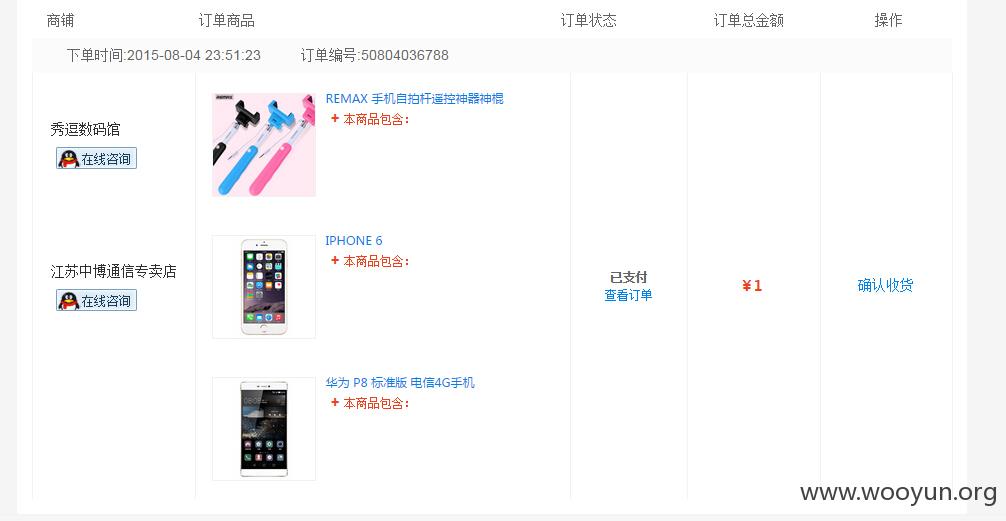 商铺 订单商品 订单状态 订单总金额 操作
下单时间:2015-08-04 23:51:23 订单编号:50804036788
REMAX
REMAX 手机自拍杆遥控神器神棍
+ 本商品包含:
秀逗数码馆
在线咨询
IPHONE 6
+ 本商品包含:
江苏中博通信专卖店
在线咨询
已支付
查看订单
¥1
确认收货
华为 P8 标准版 电信4G手机
+ 本商品包含:
www.wooyun.org